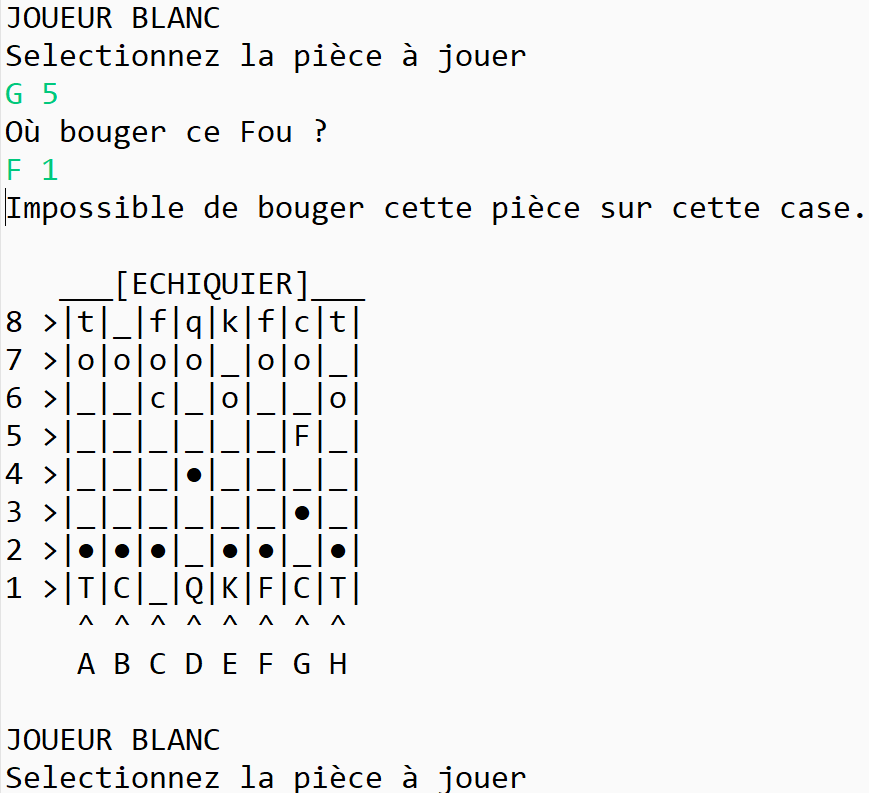 JOUEUR BLANC
Selectionnez la pièce à jouer
G 5
Où bouger ce Fou ?
F 1
Impossible de bouger cette pièce sur cette case.
___[ECHIQUIER]___
8 >|t|_|f|q|k|f|c|t|
7 >|o|o|o|o|_|o|o|_|
6 >|_|_|c|_|o|_|_|o|
5 >|_|_|_|_|_|_|F|_|
4 >|_|_|_|●|_|_|_|_|
3 >|_|_|_|_|_|_|●|_|
2 >|●|●|●|_|●|●|_|●|
1 >|T|C|_|Q|K|F|C|T|
^ ^ ^ ^ ^ ^ ^ ^
A B C D E F G H
JOUEUR BLANC
Selectionnez la pièce à jouer